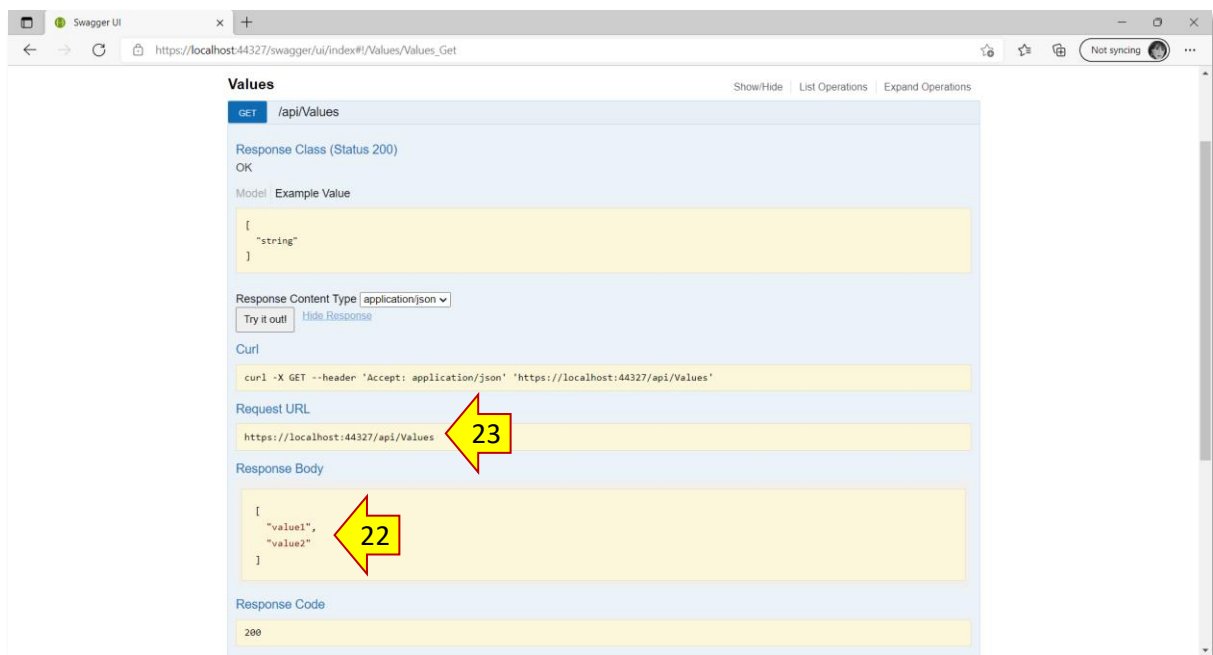 Swagger UI
https://localhost:44327/swagger/ui/index#!/Values/Values_Get
Not syncing
Values
Show/Hide List Operations Expand Operations
GET /api/Values
Response Class (Status 200)
OK
Model Example Value
[
"string"
]
Response Content Type application/json
Try it out! Hide Response
Curl
curl -X GET --header 'Accept: application/json' 'https://localhost:44327/api/Values'
Request URL
https://localhost:44327/api/Values
23
Response Body
[
"value1",
"value2"
]
22
Response Code
200